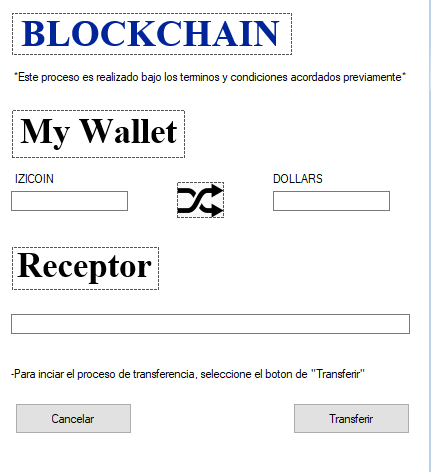 BLOCKCHAIN
*Este proceso es realizado bajo los terminos y condiciones acordados previamente*
My Wallet
IZICOIN DOLLARS
Receptor
-Para inciar el proceso de transferencia, seleccione el boton de "Transferir"
Cancelar Transferir